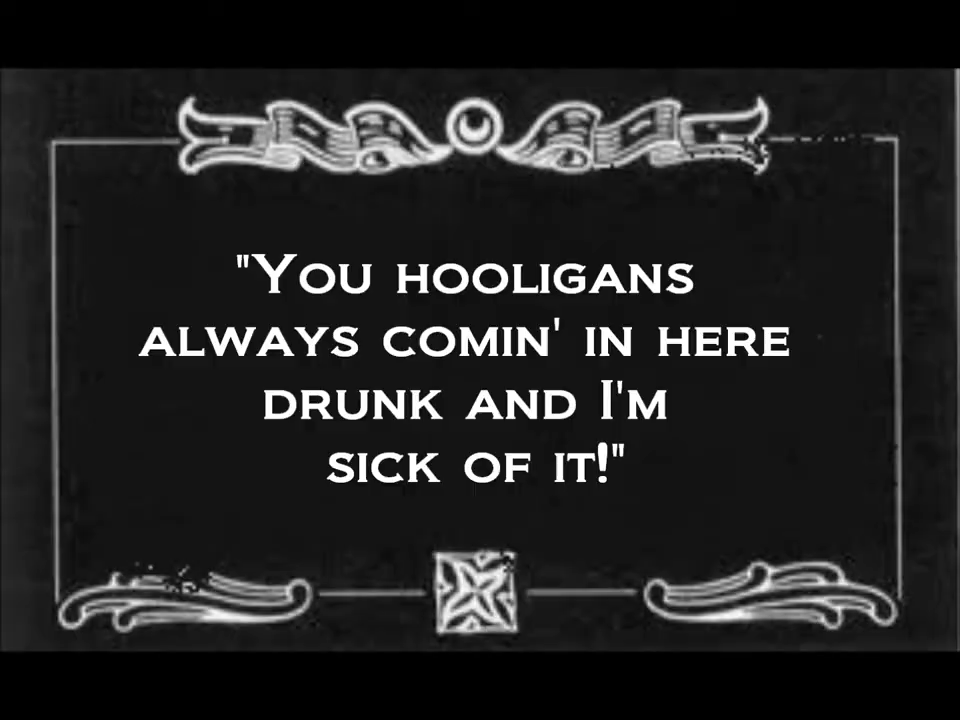 "You hooligans
always comin' in here
drunk and I'm
sick of it!"